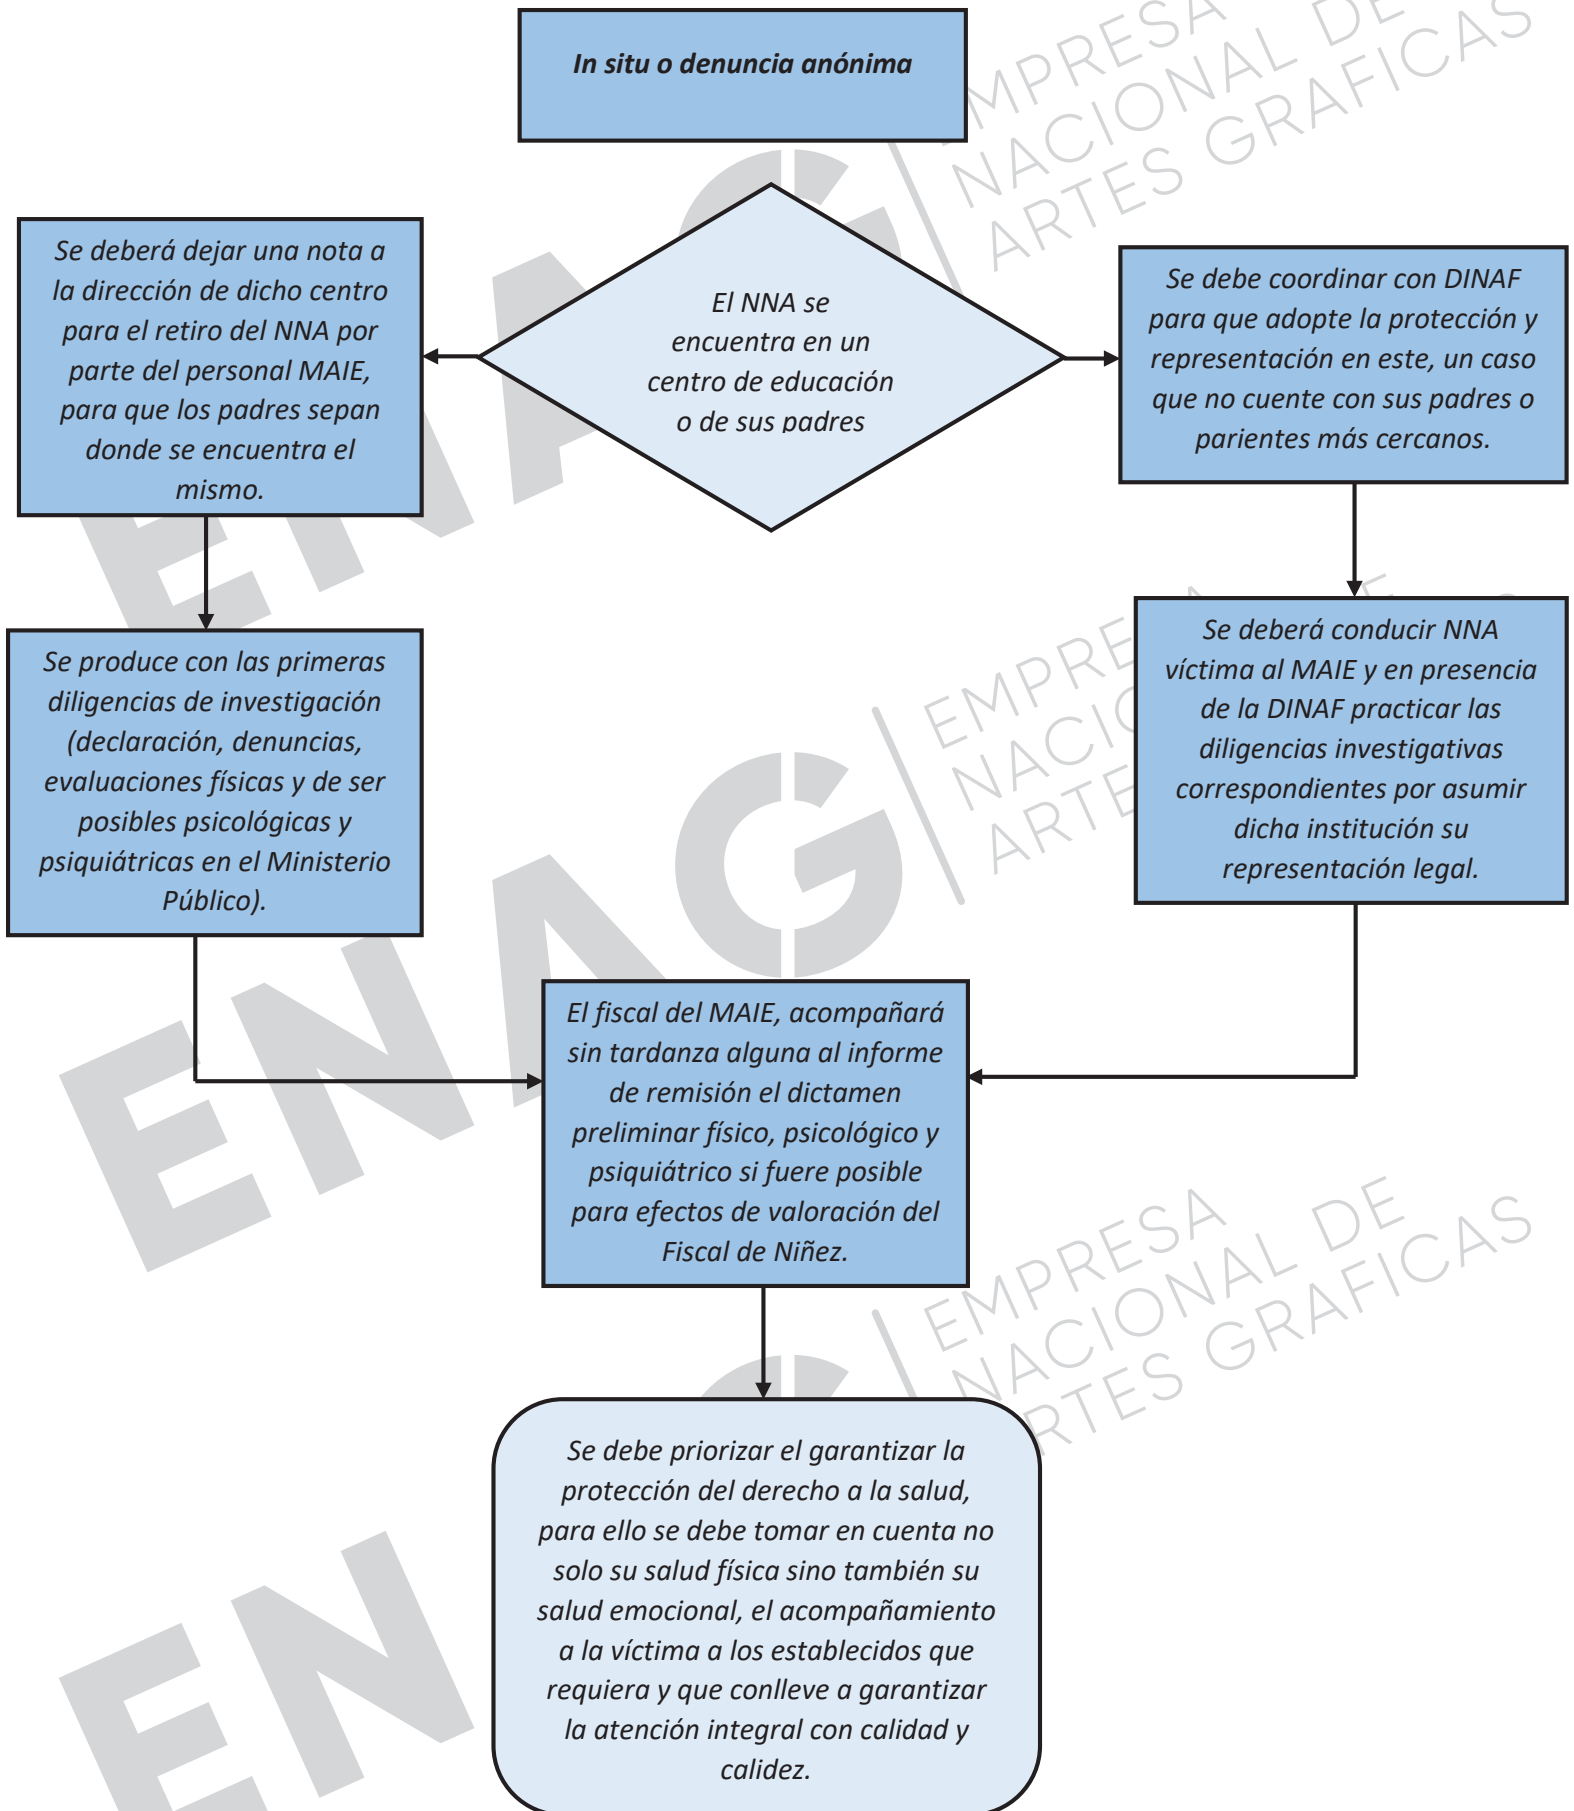 In situ o denuncia anónima
El NNA se
encuentra en un
centro de educación
o de sus padres
Se deberá dejar una nota a
la dirección de dicho centro
para el retiro del NNA por
parte del personal MAIE,
para que los padres sepan
donde se encuentra el
mismo.
Se debe coordinar con DINAF
para que adopte la protección y
representación en este, un caso
que no cuente con sus padres o
parientes más cercanos.
Se produce con las primeras
diligencias de investigación
(declaración, denuncias,
evaluaciones físicas y de ser
posibles psicológicas y
psiquiátricas en el Ministerio
Público).
Se deberá conducir NNA
víctima al MAIE y en presencia
de la DINAF practicar las
diligencias investigativas
correspondientes por asumir
dicha institución su
representación legal.
El fiscal del MAIE, acompañará
sin tardanza alguna al informe
de remisión el dictamen
preliminar físico, psicológico y
psiquiátrico si fuere posible
para efectos de valoración del
Fiscal de Niñez.
Se debe priorizar el garantizar la
protección del derecho a la salud,
para ello se debe tomar en cuenta no
solo su salud física sino también su
salud emocional, el acompañamiento
a la víctima a los establecidos que
requiera y que conlleve a garantizar
la atención integral con calidad y
calidez.
ENAG
EMPRESA
NACIONAL DE
ARTES GRAFICAS
ENAG
EMPRESA
NACIONAL DE
ARTES GRAFICAS